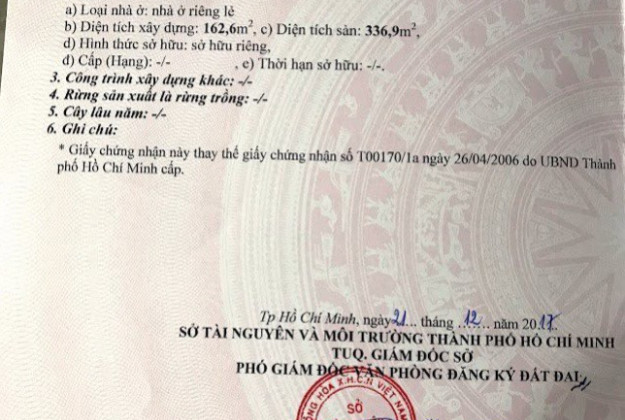 a) Loại nhà ở: nhà ở riêng lẻ
b) Diện tích xây dựng: 162,6m², c) Diện tích sàn: 336,9m²,
d) Hình thức sở hữu: sở hữu riêng,
đ) Cấp (Hạng): -/- , e) Thời hạn sở hữu: -/-.
3. Công trình xây dựng khác: -/-
4. Rừng sản xuất là rừng trồng: -/-
5. Cây lâu năm: -/-
6. Ghi chú:
* Giấy chứng nhận này thay thế giấy chứng nhận số T00170/1a ngày 26/04/2006 do UBND Thành
phố Hồ Chí Minh cấp.
Tp Hồ Chí Minh, ngày 21... tháng ...12... năm 2017.
SỞ TÀI NGUYÊN VÀ MÔI TRƯỜNG THÀNH PHỐ HỒ CHÍ MINH
TUQ. GIÁM ĐỐC SỞ
PHÓ GIÁM ĐỐC VĂN PHÒNG ĐĂNG KÝ ĐẤT ĐAI
HÒA X.H.C.N VIỆT NAM
SỞ